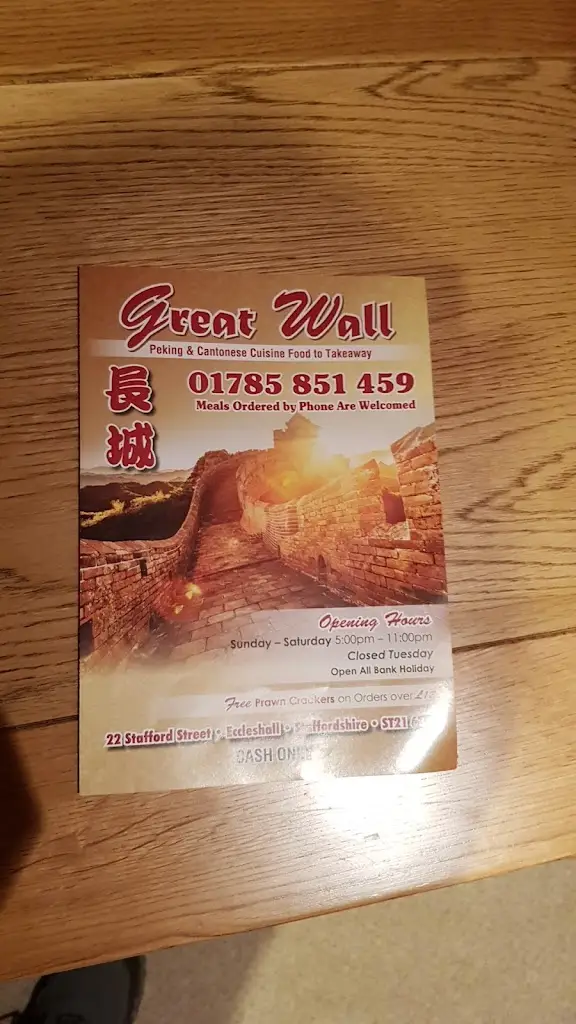 Great Wall
Peking & Cantonese Cuisine Food to Takeaway
長城
01785 851 459
Meals Ordered by Phone Are Welcomed
Opening Hours
Sunday – Saturday 5:00pm – 11:00pm
Closed Tuesday
Open All Bank Holiday
Free Prawn Crackers on Orders over
22 Stafford Street • Eccleshall • • ST21
CASH